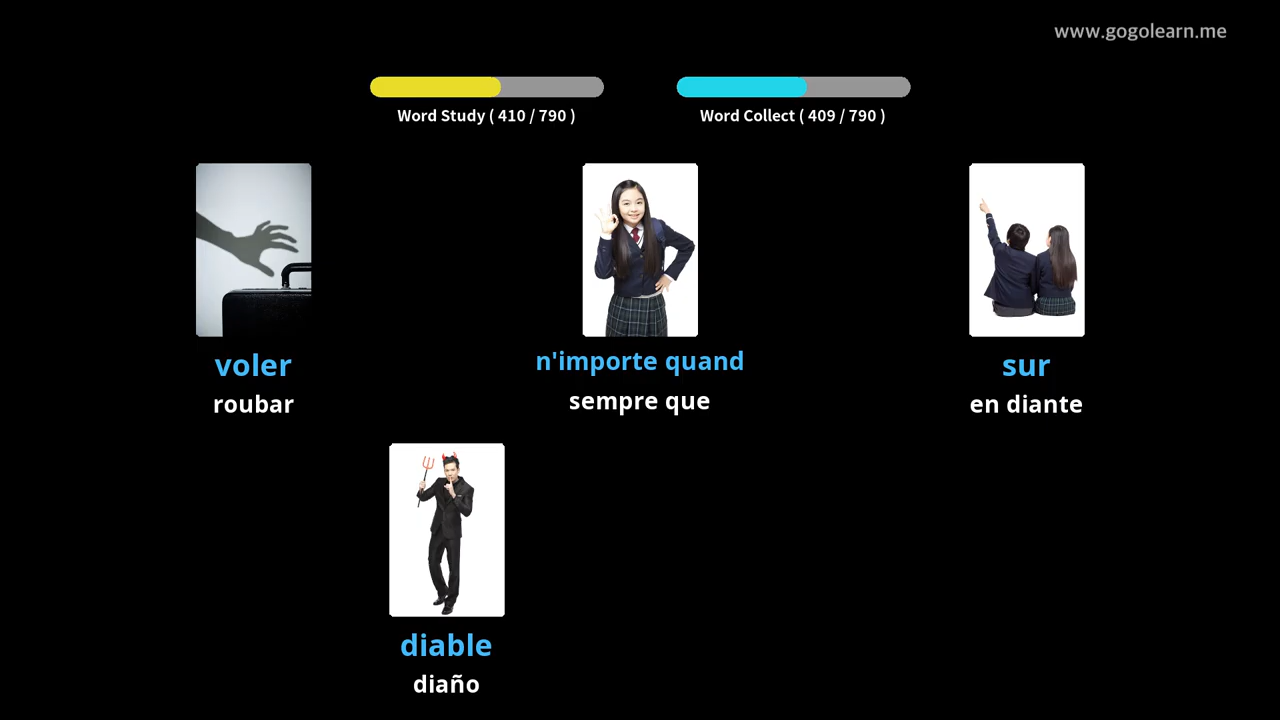 www.gogolearn.me
Word Study ( 410 / 790 )
Word Collect ( 409 / 790 )
voler
roubar
n'importe quand
sempre que
sur
en diante
diable
diaño